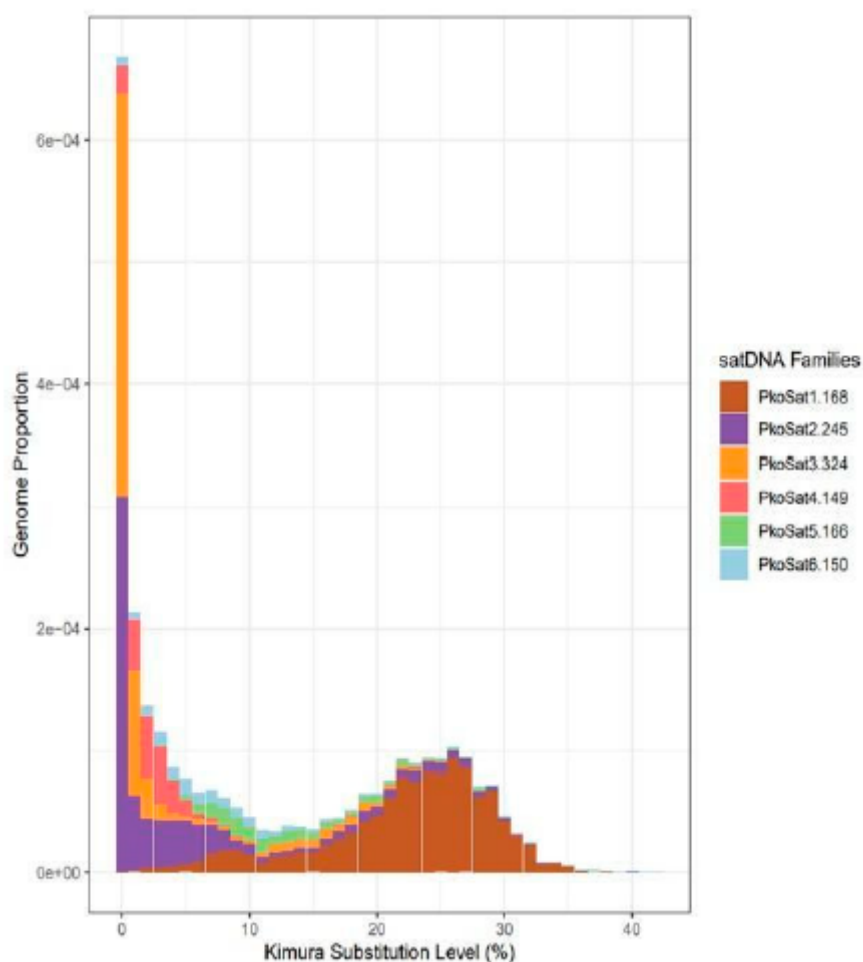 6e−04
4e−04
2e−04
0e+00
Genome Proportion
0
10
20
30
40
Kimura Substitution Level (%)
satDNA Families
PkoSat1.168
PkoSat2.245
PkoSat3.324
PkoSat4.149
PkoSat5.166
PkoSat6.150